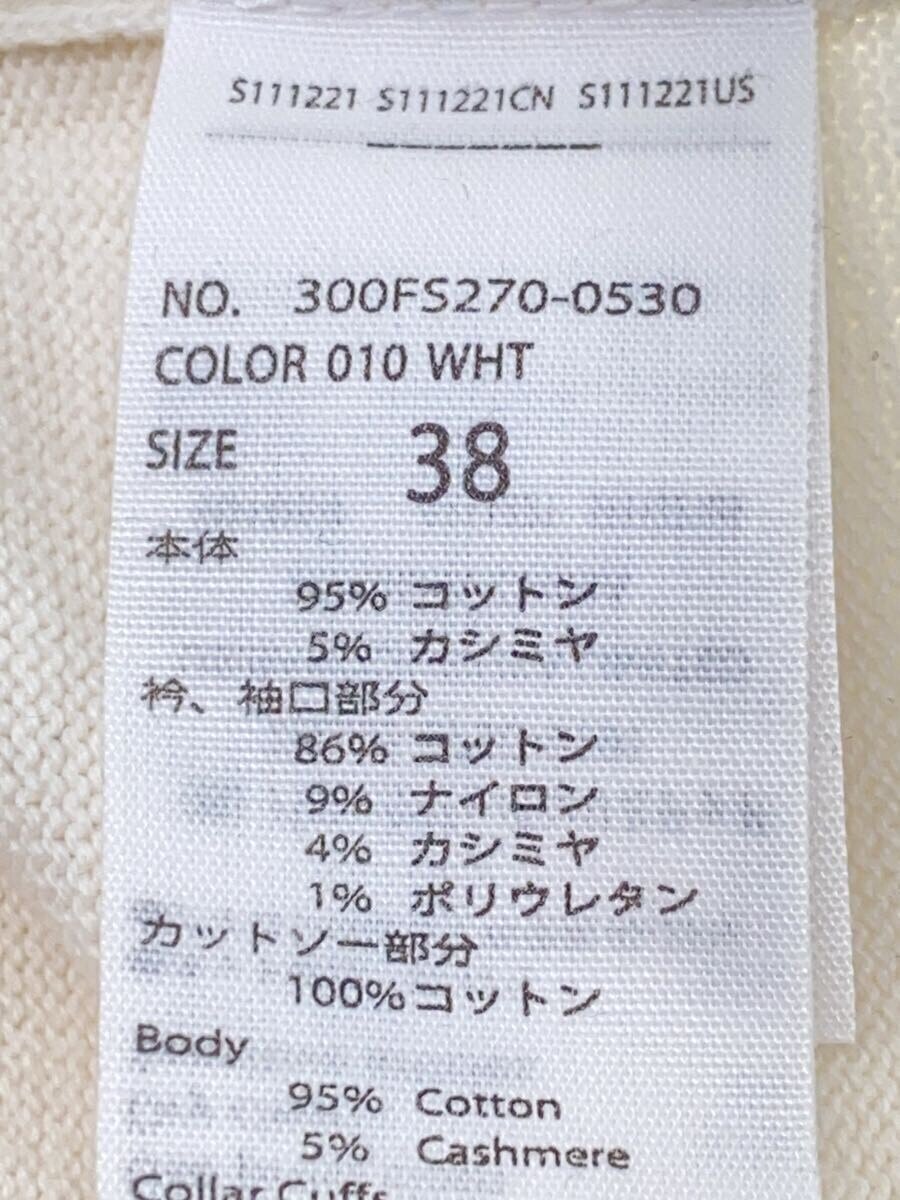 S111221 S111221CN S111221US
NO. 300FS270-0530
COLOR 010 WHT
SIZE 38
本体
95% コットン
5% カシミヤ
衿、袖口部分
86% コットン
9% ナイロン
4% カシミヤ
1% ポリウレタン
カットソー部分
100% コットン
Body
95% Cotton
5% Cashmere
Collar Cuffs